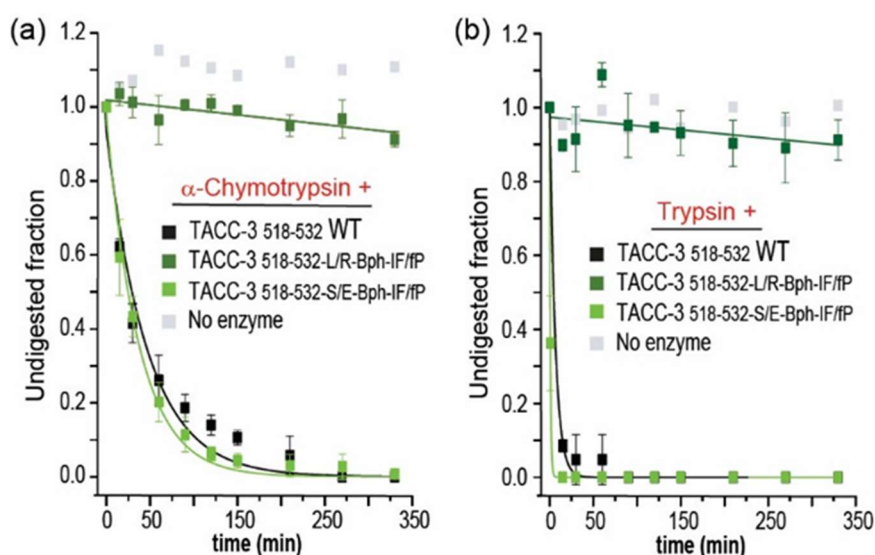 (a)
1.2
1.0
0.8
0.6
0.4
0.2
0.0
Undigested fraction
α-Chymotrypsin +
TACC-3 518-532 WT
TACC-3 518-532-L/R-Bph-IF/fP
TACC-3 518-532-S/E-Bph-IF/fP
No enzyme
0 50 150 250 350
time (min)
(b)
1.2
1.0
0.8
0.6
0.4
0.2
0.0
Undigested fraction
Trypsin +
TACC-3 518-532 WT
TACC-3 518-532-L/R-Bph-IF/fP
TACC-3 518-532-S/E-Bph-IF/fP
No enzyme
0 50 150 250 350
time (min)